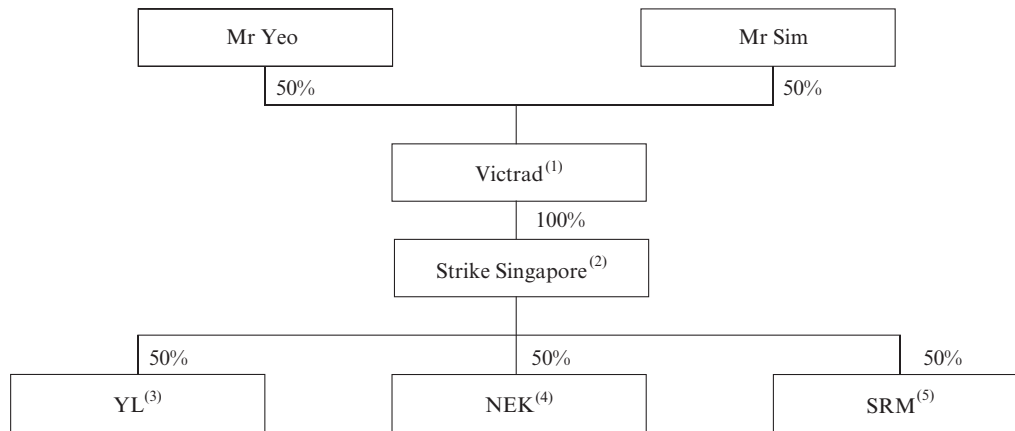 Mr Yeo
Mr Sim
50%
50%
Victrad(1)
100%
Strike Singapore(2)
50%
50%
50%
YL(3)
NEK(4)
SRM(5)